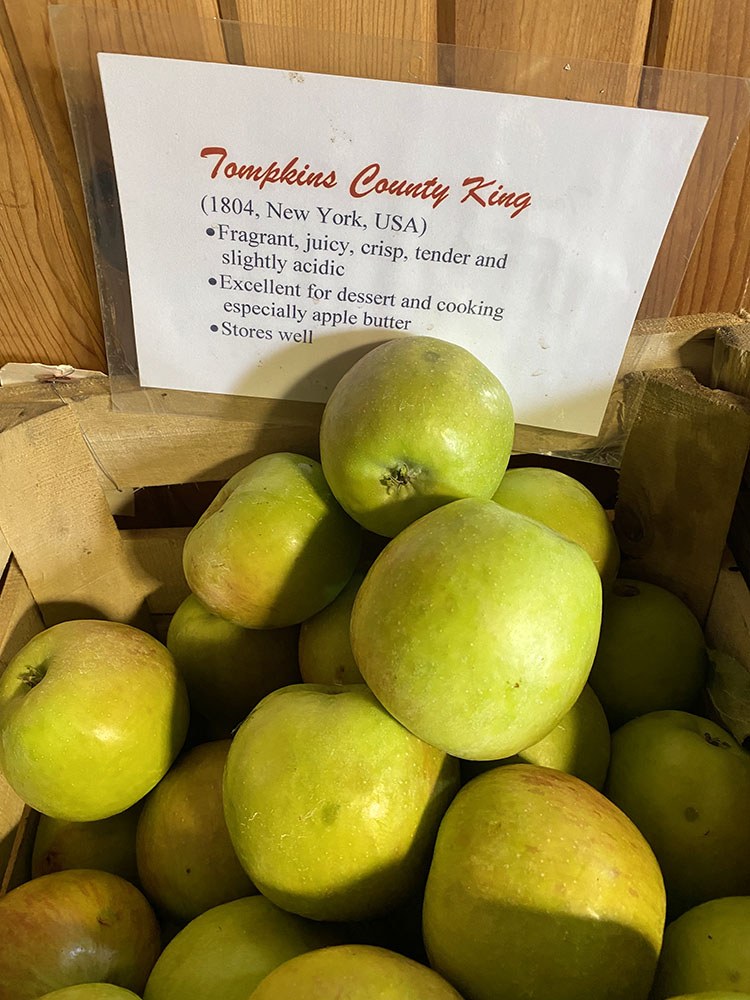 Tompkins County King
(1804, New York, USA)
•Fragrant, juicy, crisp, tender and
slightly acidic
•Excellent for dessert and cooking
especially apple butter
•Stores well